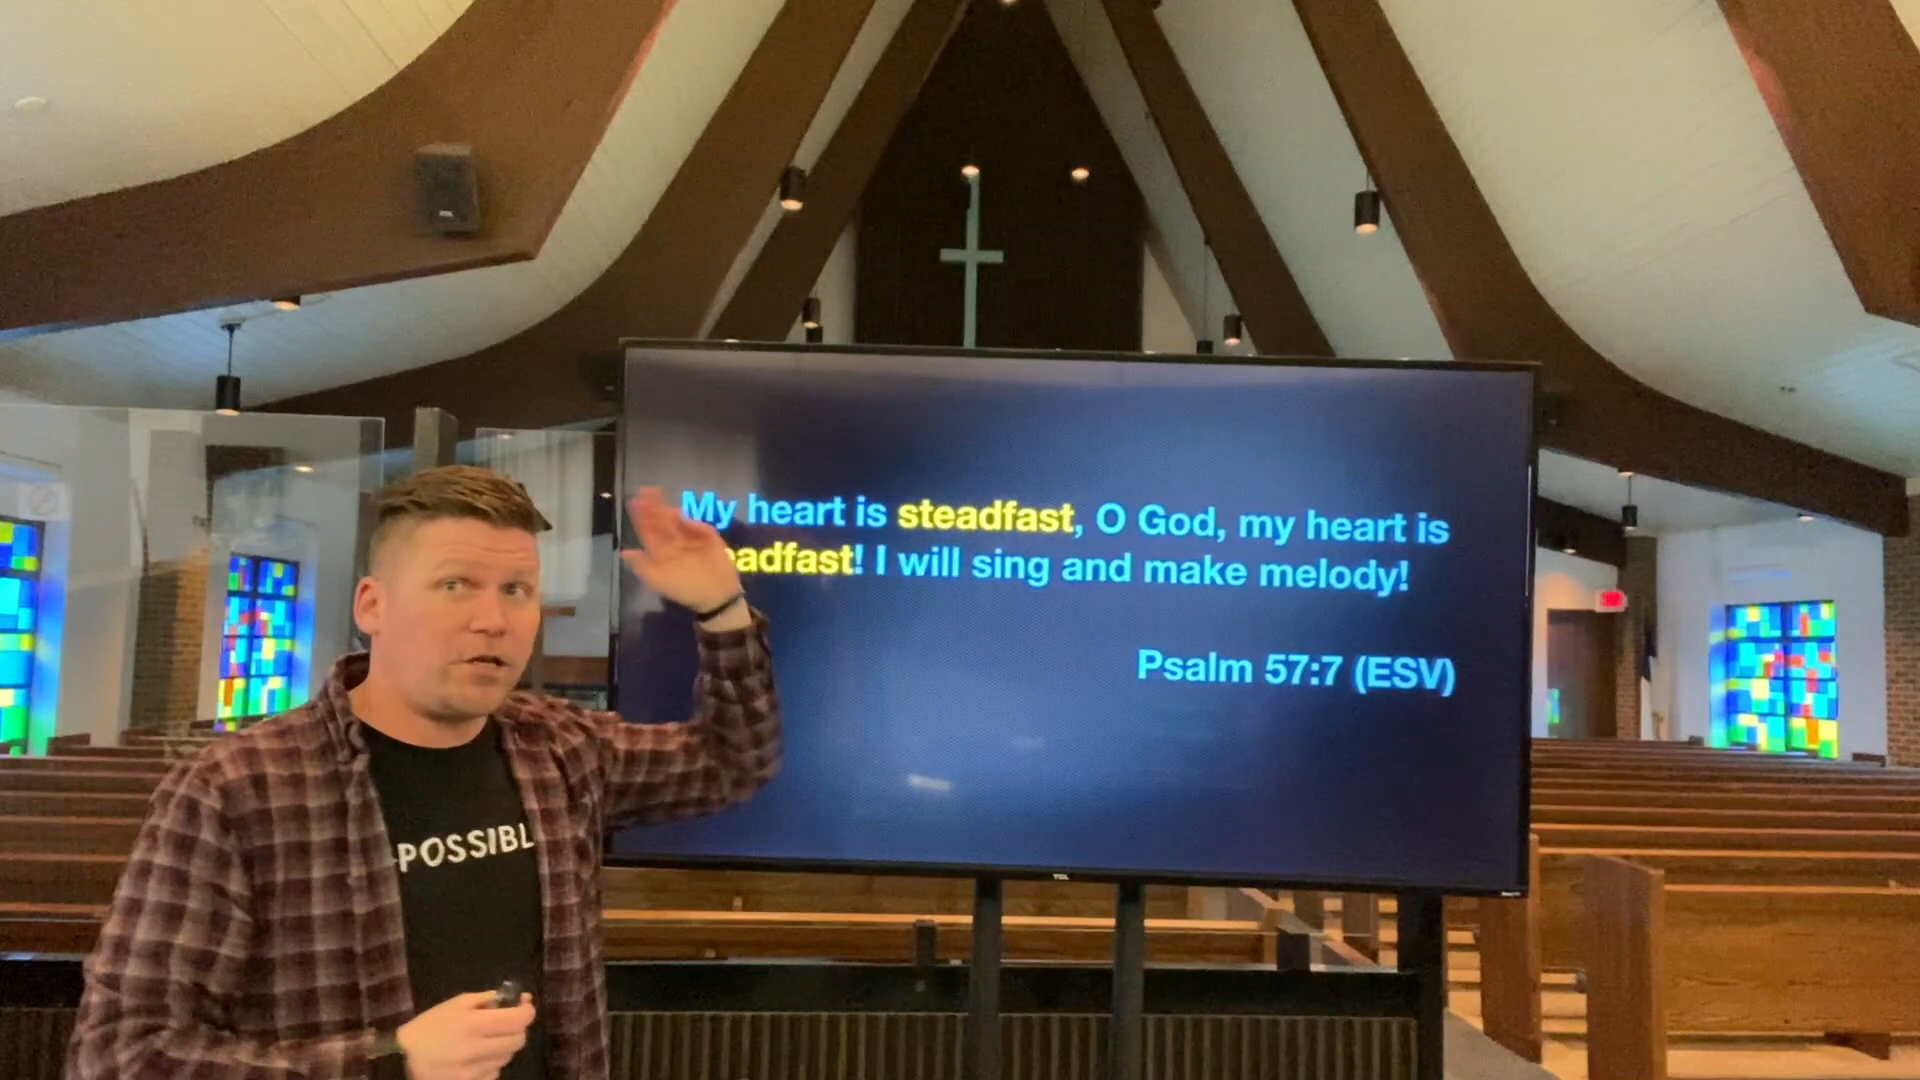 My heart is steadfast, O God, my heart is
adfast! I will sing and make melody!
Psalm 57:7 (ESV)
POSSIBL
TCL